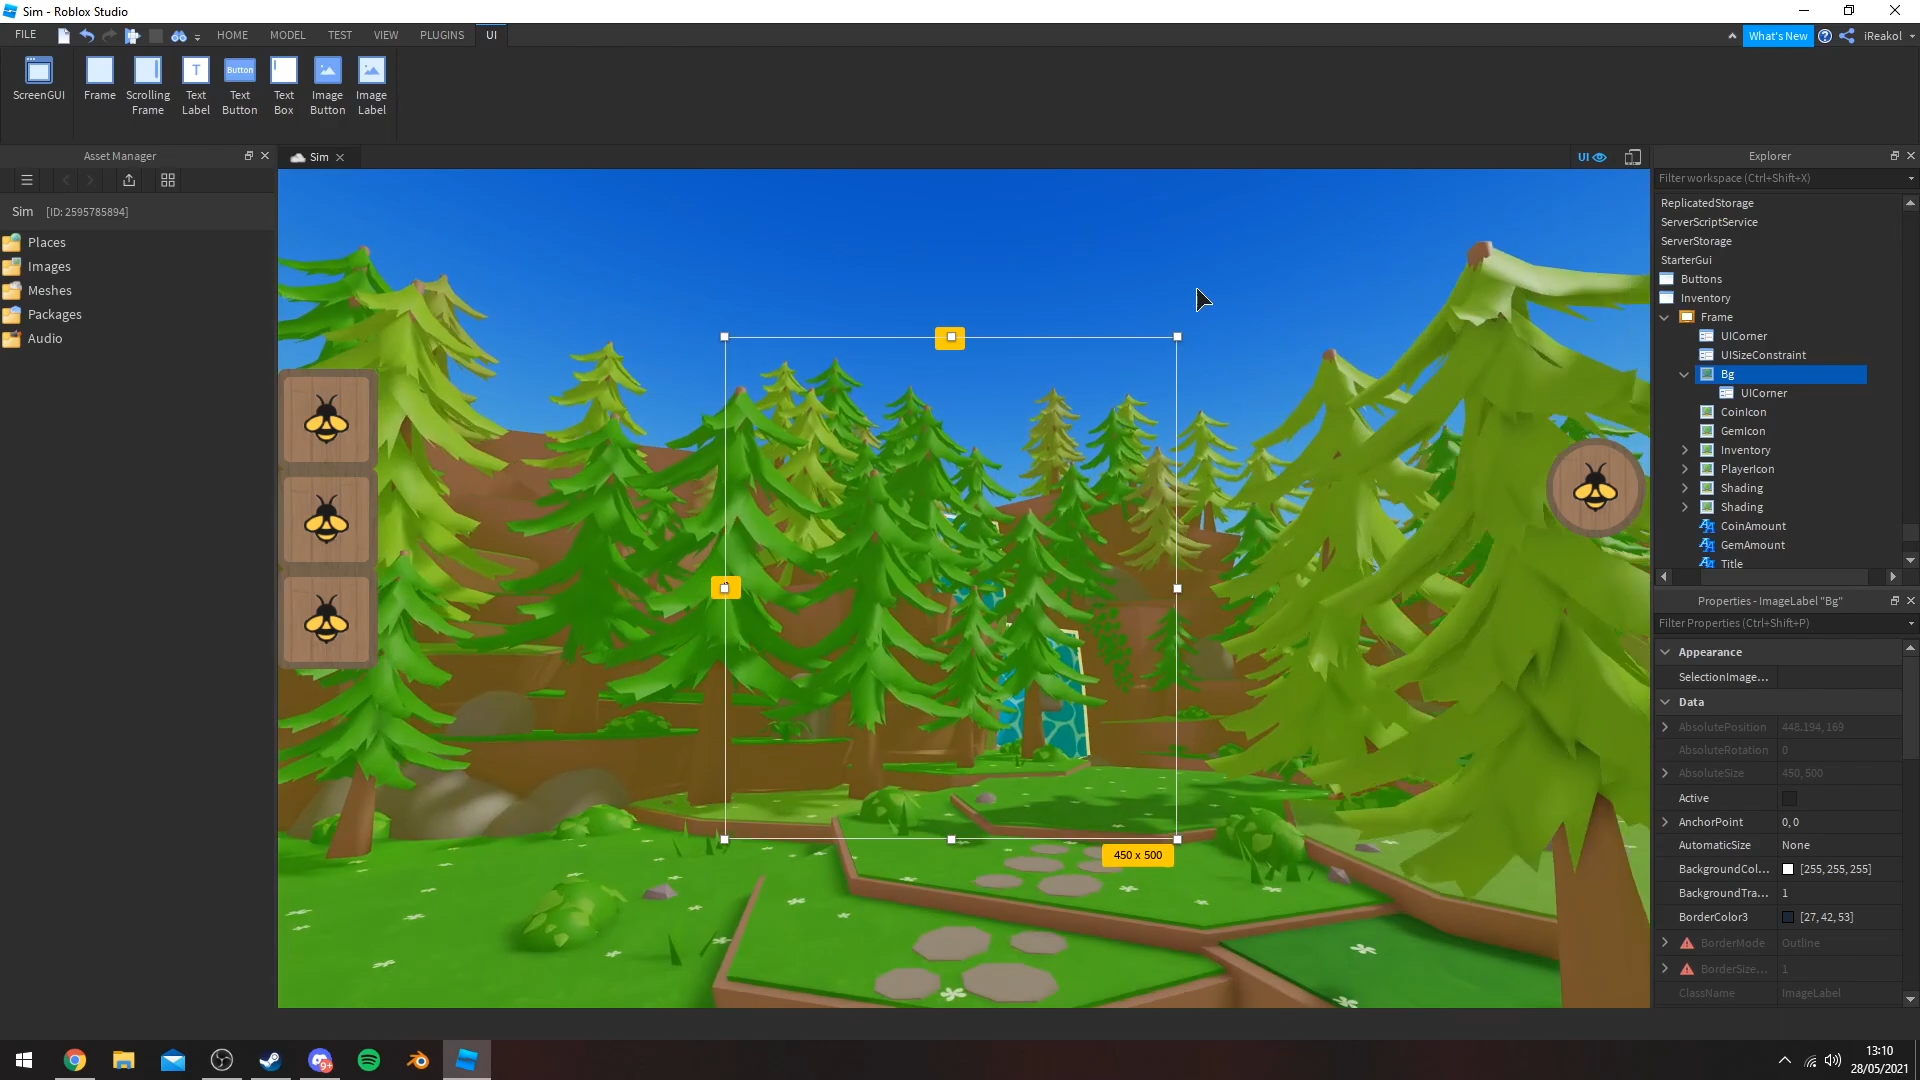 Sim - Roblox Studio
FILE
HOME
MODEL
TEST
VIEW
PLUGINS
UI
What's New
iReakol
ScreenGUI
Frame
Scrolling
Frame
T
Text
Label
Button
Text
Button
Text
Box
Image
Button
Image
Label
Asset Manager
Sim
UI
Explorer
Filter workspace (Ctrl+Shift+X)
Sim [ID: 2595785894]
Places
Images
Meshes
Packages
Audio
450 x 500
ReplicatedStorage
ServerScriptService
ServerStorage
StarterGui
Buttons
Inventory
Frame
UICorner
UISizeConstraint
Bg
UICorner
CoinIcon
GemIcon
Inventory
PlayerIcon
Shading
Shading
CoinAmount
GemAmount
Title
Properties - ImageLabel "Bg"
Filter Properties (Ctrl+Shift+P)
Appearance
SelectionImage...
Data
AbsolutePosition 448.194, 169
AbsoluteRotation 0
AbsoluteSize 450, 500
Active
AnchorPoint 0, 0
AutomaticSize None
BackgroundCol... [255, 255, 255]
BackgroundTra... 1
BorderColor3 [27, 42, 53]
BorderMode Outline
BorderSize... 1
ClassName ImageLabel
9+
13:10
28/05/2021